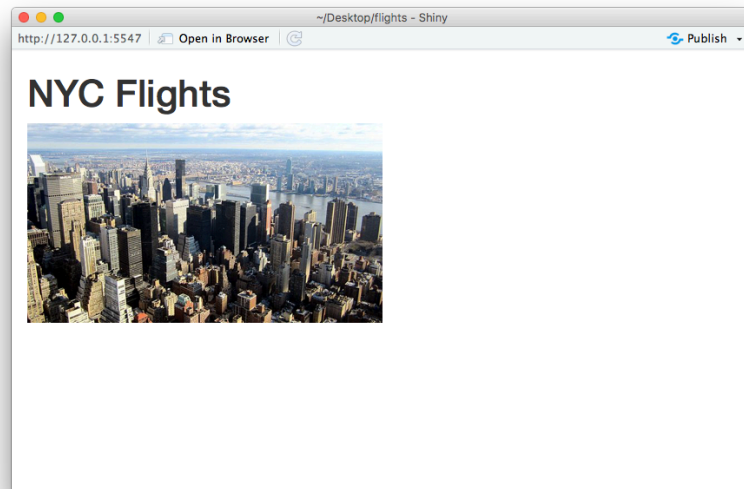 ~/Desktop/flights - Shiny
http://127.0.0.1:5547 Open in Browser Publish
NYC Flights